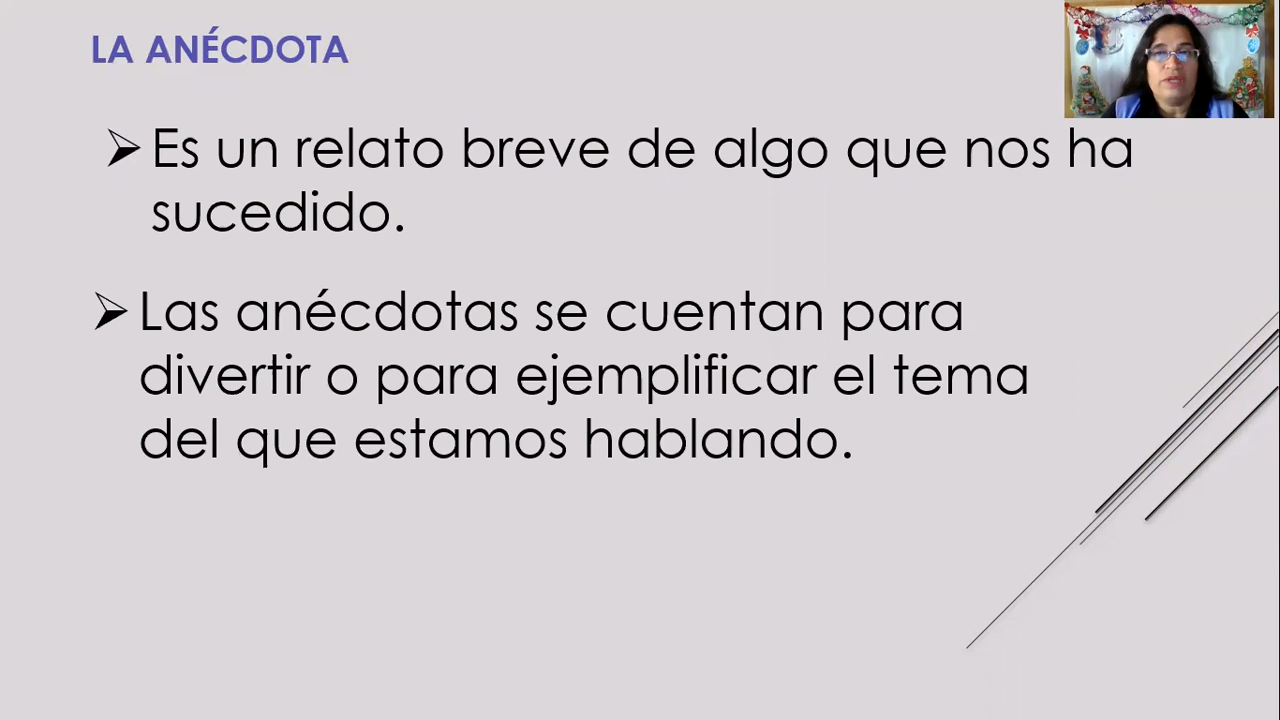 LA ANÉCDOTA
Es un relato breve de algo que nos ha
sucedido.
Las anécdotas se cuentan para
divertir o para ejemplificar el tema
del que estamos hablando.